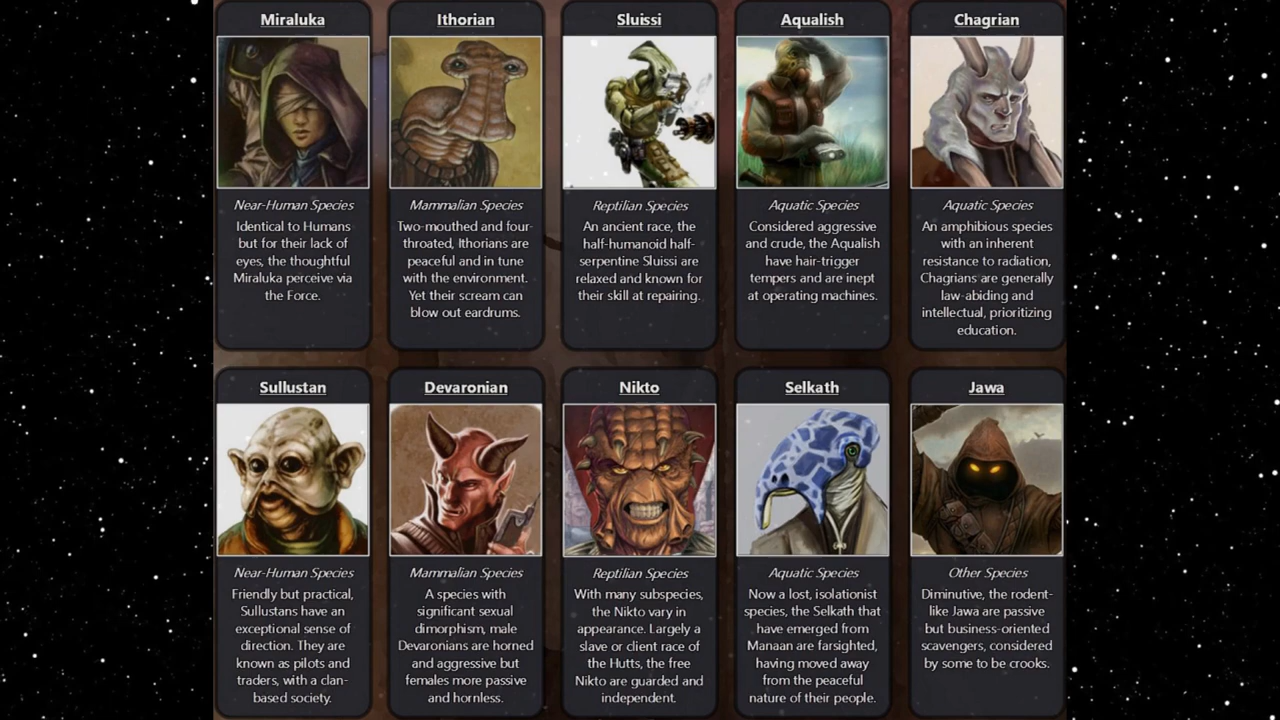 Miraluka
Near-Human Species
Identical to Humans
but for their lack of
eyes, the thoughtful
Miraluka perceive via
the Force.
Ithorian
Mammalian Species
Two-mouthed and four-
throated, Ithorians are
peaceful and in tune
with the environment.
Yet their scream can
blow out eardrums.
Sluissi
Reptilian Species
An ancient race, the
half-humanoid half-
serpentine Sluissi are
relaxed and known for
their skill at repairing.
Aqualish
Aquatic Species
Considered aggressive
and crude, the Aqualish
have hair-trigger
tempers and are inept
at operating machines.
Chagrian
Aquatic Species
An amphibious species
with an inherent
resistance to radiation,
Chagrians are generally
law-abiding and
intellectual, prioritizing
education.
Sullustan
Near-Human Species
Friendly but practical,
Sullustans have an
exceptional sense of
direction. They are
known as pilots and
traders, with a clan-
based society.
Devaronian
Mammalian Species
A species with
significant sexual
dimorphism, male
Devaronians are horned
and aggressive but
females more passive
and hornless.
Nikto
Reptilian Species
With many subspecies,
the Nikto vary in
appearance. Largely a
slave or client race of
the Hutts, the free
Nikto are guarded and
independent.
Selkath
Aquatic Species
Now a lost, isolationist
species, the Selkath that
have emerged from
Manaan are farsighted,
having moved away
from the peaceful
nature of their people.
Jawa
Other Species
Diminutive, the rodent-
like Jawa are passive
but business-oriented
scavengers, considered
by some to be crooks.